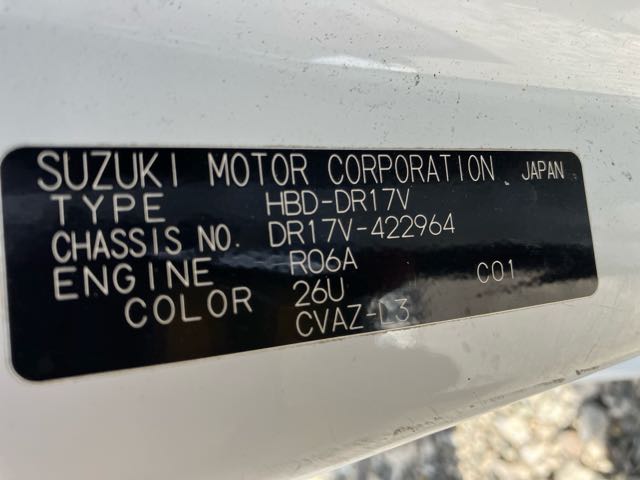 SUZUKI MOTOR CORPORATION. JAPAN
TYPE HBD-DR17V
CHASSIS NO. DR17V-422964
ENGINE R06A
COLOR 26U C01
CVAZ-L3